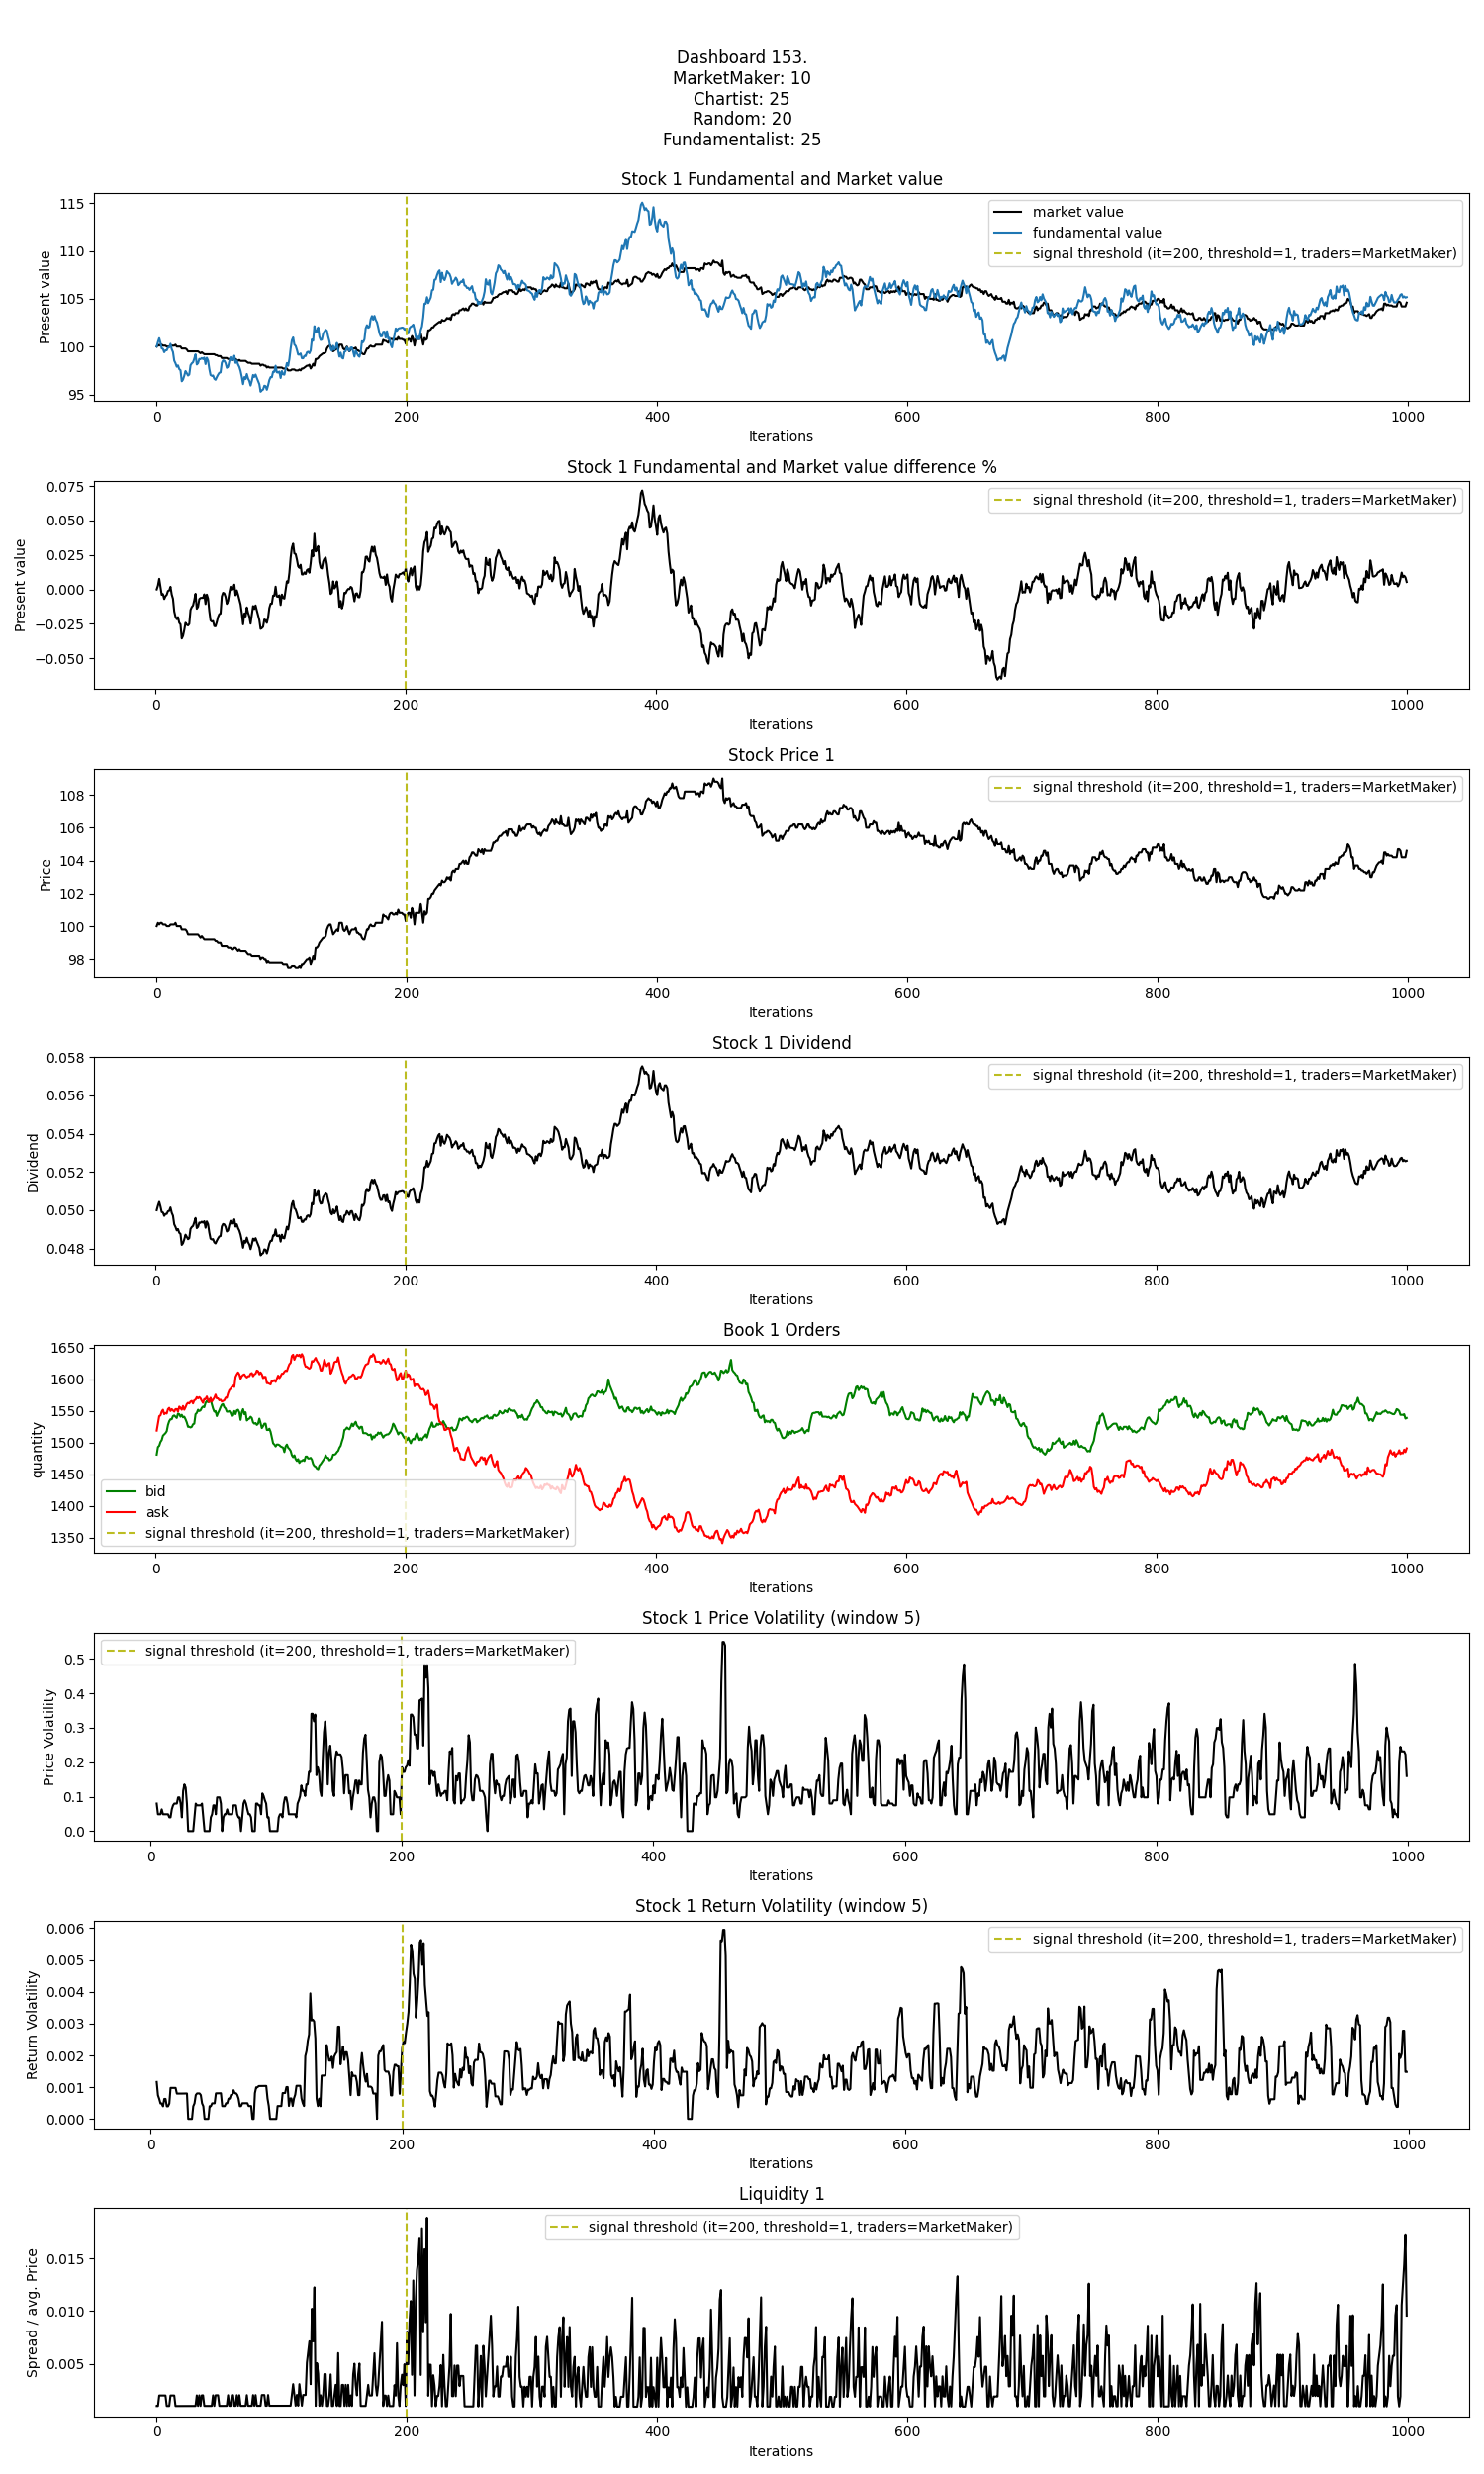 Dashboard 153.
MarketMaker: 10
Chartist: 25
Random: 20
Fundamentalist: 25
Stock 1 Fundamental and Market value
Present value
115
110
105
100
95
market value
fundamental value
signal threshold (it=200, threshold=1, traders=MarketMaker)
0 200 400 600 800 1000
Iterations
Stock 1 Fundamental and Market value difference %
Present value
0.075
0.050
0.025
0.000
−0.025
−0.050
signal threshold (it=200, threshold=1, traders=MarketMaker)
0 200 400 600 800 1000
Iterations
Stock Price 1
Price
108
106
104
102
100
98
signal threshold (it=200, threshold=1, traders=MarketMaker)
0 200 400 600 800 1000
Iterations
Stock 1 Dividend
Dividend
0.058
0.056
0.054
0.052
0.050
0.048
signal threshold (it=200, threshold=1, traders=MarketMaker)
0 200 400 600 800 1000
Iterations
Book 1 Orders
quantity
1650
1600
1550
1500
1450
1400
1350
bid
ask
signal threshold (it=200, threshold=1, traders=MarketMaker)
0 200 400 600 800 1000
Iterations
Stock 1 Price Volatility (window 5)
Price Volatility
0.5
0.4
0.3
0.2
0.1
0.0
signal threshold (it=200, threshold=1, traders=MarketMaker)
0 200 400 600 800 1000
Iterations
Stock 1 Return Volatility (window 5)
Return Volatility
0.006
0.005
0.004
0.003
0.002
0.001
0.000
signal threshold (it=200, threshold=1, traders=MarketMaker)
0 200 400 600 800 1000
Iterations
Liquidity 1
Spread / avg. Price
0.015
0.010
0.005
signal threshold (it=200, threshold=1, traders=MarketMaker)
0 200 400 600 800 1000
Iterations